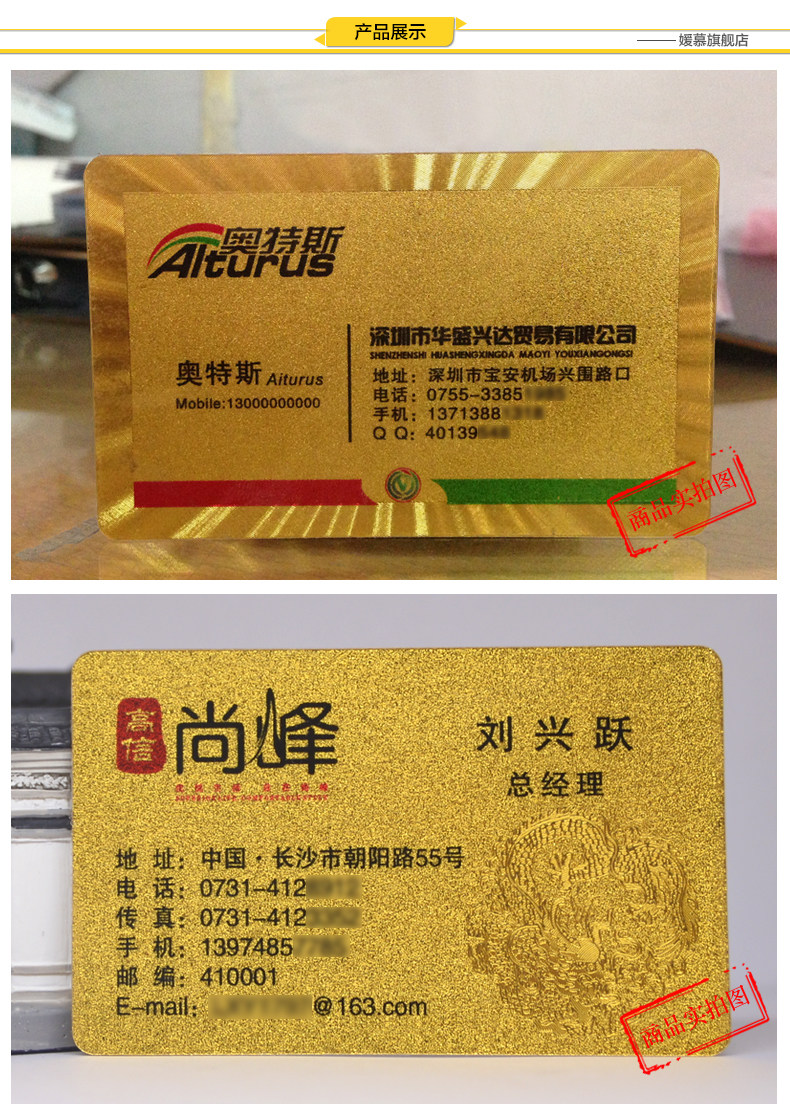 产品展示
——媛慕旗舰店
奥特斯
Aiturus
深圳市华盛兴达贸易有限公司
SHENZHENSHI HUASHENGXINGDA MAOYI YOUXIANGONGSI
奥特斯 Aiturus
Mobile:13000000000
地址：深圳市宝安机场兴围路口
电话：0755-3385
手机：1371388
Q Q：40139
商品实拍图
高信
尚峰
刘兴跃
总经理
地 址：中国·长沙市朝阳路55号
电 话：0731-412
传 真：0731-412
手 机：1397485
邮 编：410001
E-mail： @163.com
商品实拍图